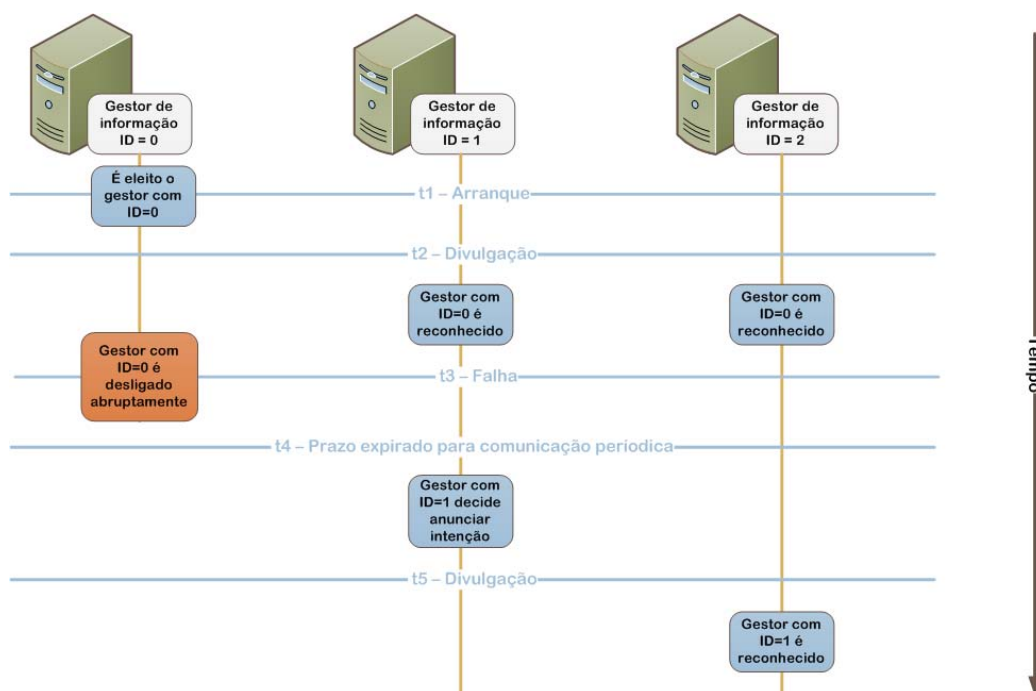 Gestor de
informação
ID = 0
Gestor de
informação
ID = 1
Gestor de
informação
ID = 2
É eleito o
gestor com
ID=0
t1 – Arranque
t2 – Divulgação
Gestor com
ID=0 é
reconhecido
Gestor com
ID=0 é
reconhecido
Gestor com
ID=0 é
desligado
abruptamente
t3 – Falha
Tempo
t4 – Prazo expirado para comunicação periodica
Gestor com
ID=1 decide
anunciar
intenção
t5 – Divulgação
Gestor com
ID=1 é
reconhecido